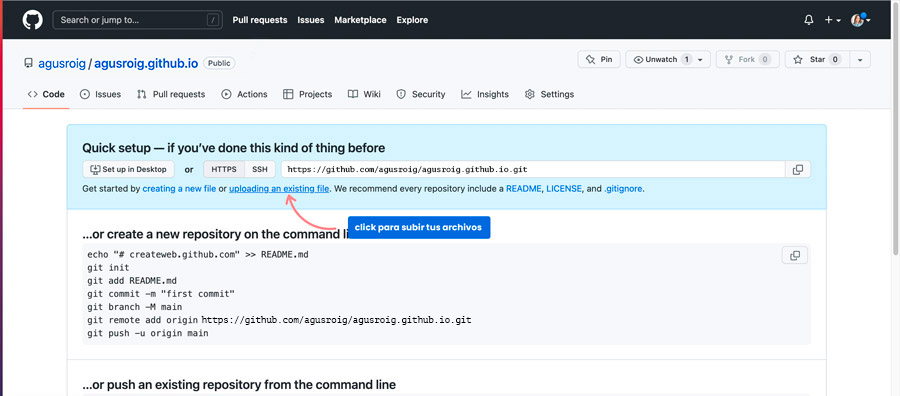 Search or jump to... / Pull requests Issues Marketplace Explore
agusroig / agusroig.github.io Public Pin Unwatch 1 Fork 0 Star 0
Code Issues Pull requests Actions Projects Wiki Security Insights Settings
Quick setup — if you've done this kind of thing before
Set up in Desktop or HTTPS SSH https://github.com/agusroig/agusroig.github.io.git
Get started by creating a new file or uploading an existing file. We recommend every repository include a README, LICENSE, and .gitignore.
click para subir tus archivos
...or create a new repository on the command li
echo "# createweb.github.com" >> README.md
git init
git add README.md
git commit -m "first commit"
git branch -M main
git remote add origin https://github.com/agusroig/agusroig.github.io.git
git push -u origin main
...or push an existing repository from the command line